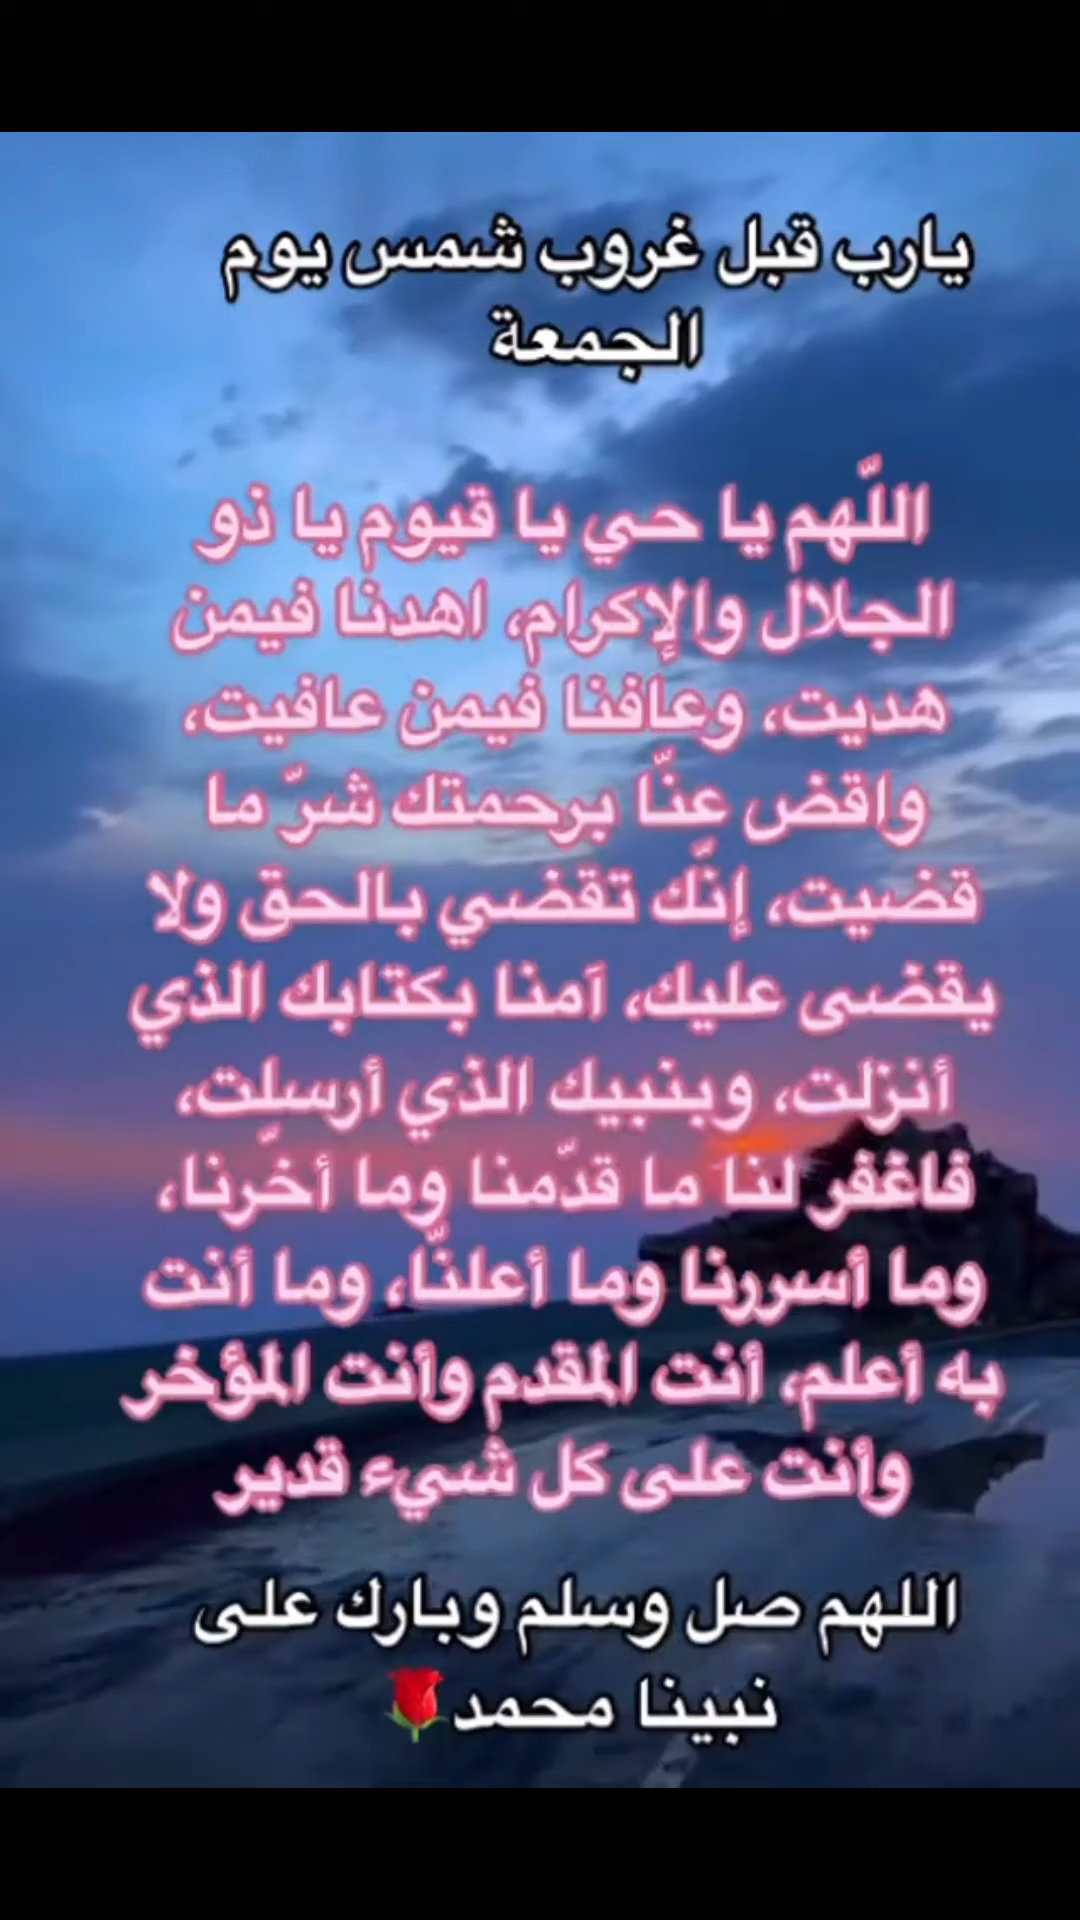 يارب قبل غروب شمس يوم
الجمعة
اللَّهم يا حي يا قيوم يا ذو
الجلال والإكرام، اهدنا فيمن
هديت، وعافنا فيمن عافيت،
واقض عنّا برحمتك شرّ ما
قضيت، إنَّك تقضي بالحق ولا
يقضى عليك، آمنا بكتابك الذي
أنزلت، وبنبيك الذي أرسلت،
فاغفر لنا ما قدّمنا وما أخّرنا،
وما أسررنا وما أعلنّا، وما أنت
به أعلم، أنت المقدم وأنت المؤخر
وأنت على كل شيء قدير
اللهم صل وسلم وبارك على
نبينا محمد🌹